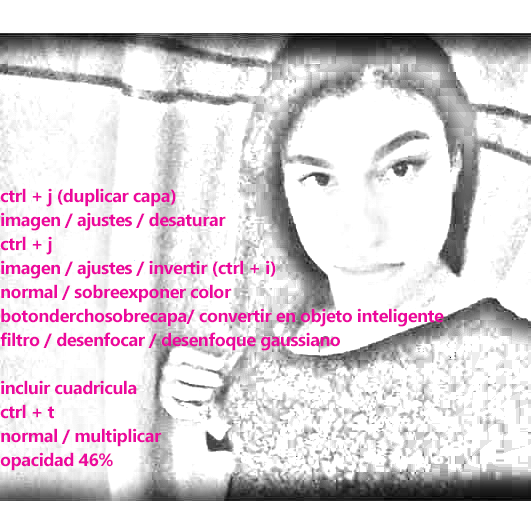 ctrl + j (duplicar capa)
imagen / ajustes / desaturar
ctrl + j
imagen / ajustes / invertir (ctrl + i)
normal / sobreexponer color
botonderchosobrecapa/ convertir en objeto inteligente
filtro / desenfocar / desenfoque gaussiano
incluir cuadricula
ctrl + t
normal / multiplicar
opacidad 46%